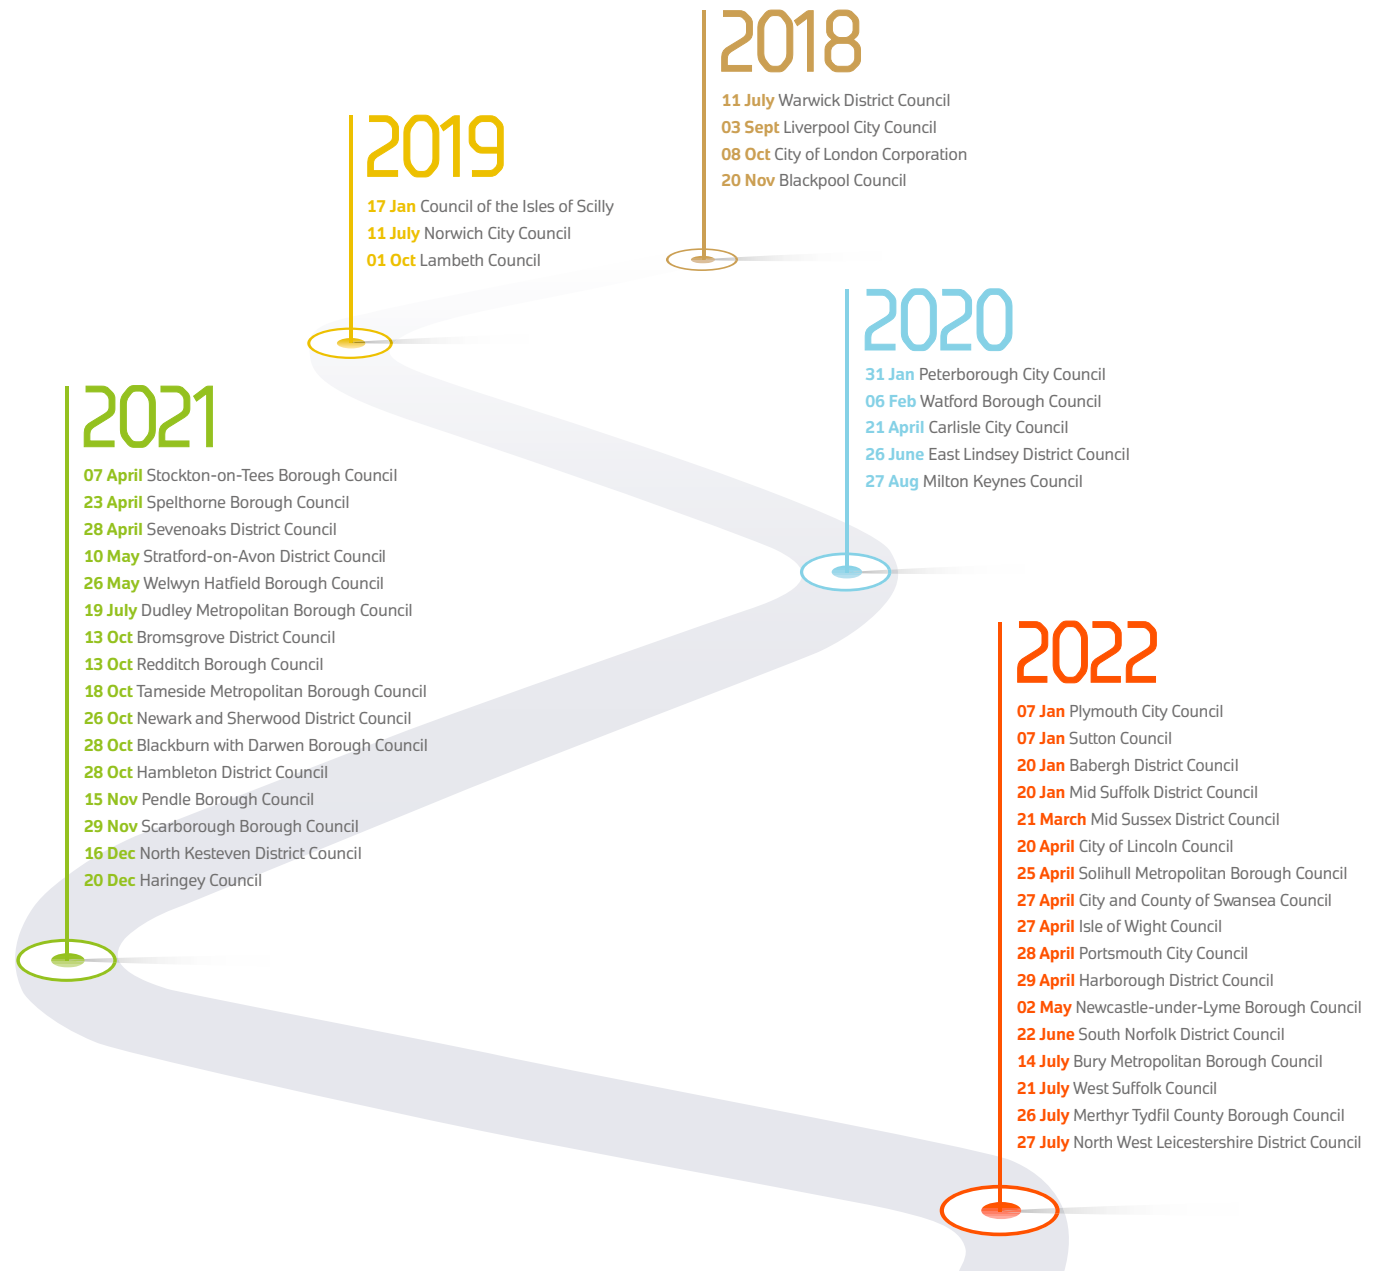 2018
11 July Warwick District Council
03 Sept Liverpool City Council
08 Oct City of London Corporation
20 Nov Blackpool Council
2019
17 Jan Council of the Isles of Scilly
11 July Norwich City Council
01 Oct Lambeth Council
2020
31 Jan Peterborough City Council
06 Feb Watford Borough Council
21 April Carlisle City Council
26 June East Lindsey District Council
27 Aug Milton Keynes Council
2021
07 April Stockton-on-Tees Borough Council
23 April Spelthorne Borough Council
28 April Sevenoaks District Council
10 May Stratford-on-Avon District Council
26 May Welwyn Hatfield Borough Council
19 July Dudley Metropolitan Borough Council
13 Oct Bromsgrove District Council
13 Oct Redditch Borough Council
18 Oct Tameside Metropolitan Borough Council
26 Oct Newark and Sherwood District Council
28 Oct Blackburn with Darwen Borough Council
28 Oct Hambleton District Council
15 Nov Pendle Borough Council
29 Nov Scarborough Borough Council
16 Dec North Kesteven District Council
20 Dec Haringey Council
2022
07 Jan Plymouth City Council
07 Jan Sutton Council
20 Jan Babergh District Council
20 Jan Mid Suffolk District Council
21 March Mid Sussex District Council
20 April City of Lincoln Council
25 April Solihull Metropolitan Borough Council
27 April City and County of Swansea Council
27 April Isle of Wight Council
28 April Portsmouth City Council
29 April Harborough District Council
02 May Newcastle-under-Lyme Borough Council
22 June South Norfolk District Council
14 July Bury Metropolitan Borough Council
21 July West Suffolk Council
26 July Merthyr Tydfil County Borough Council
27 July North West Leicestershire District Council